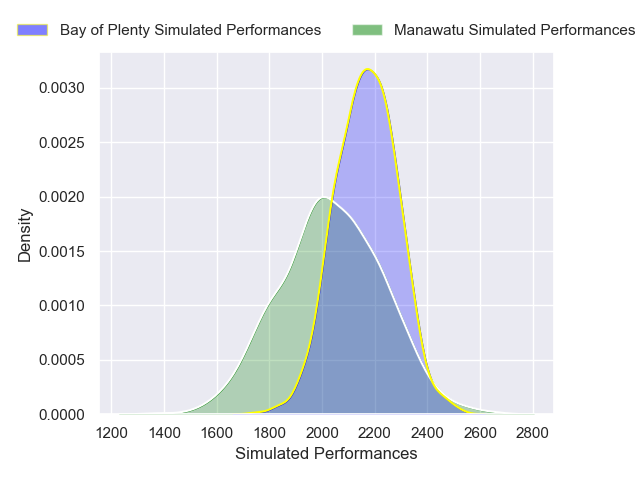 Bay of Plenty Simulated Performances
Manawatu Simulated Performances
0.0030
0.0025
0.0020
0.0015
0.0010
0.0005
0.0000
Density
1200 1400 1600 1800 2000 2200 2400 2600 2800
Simulated Performances